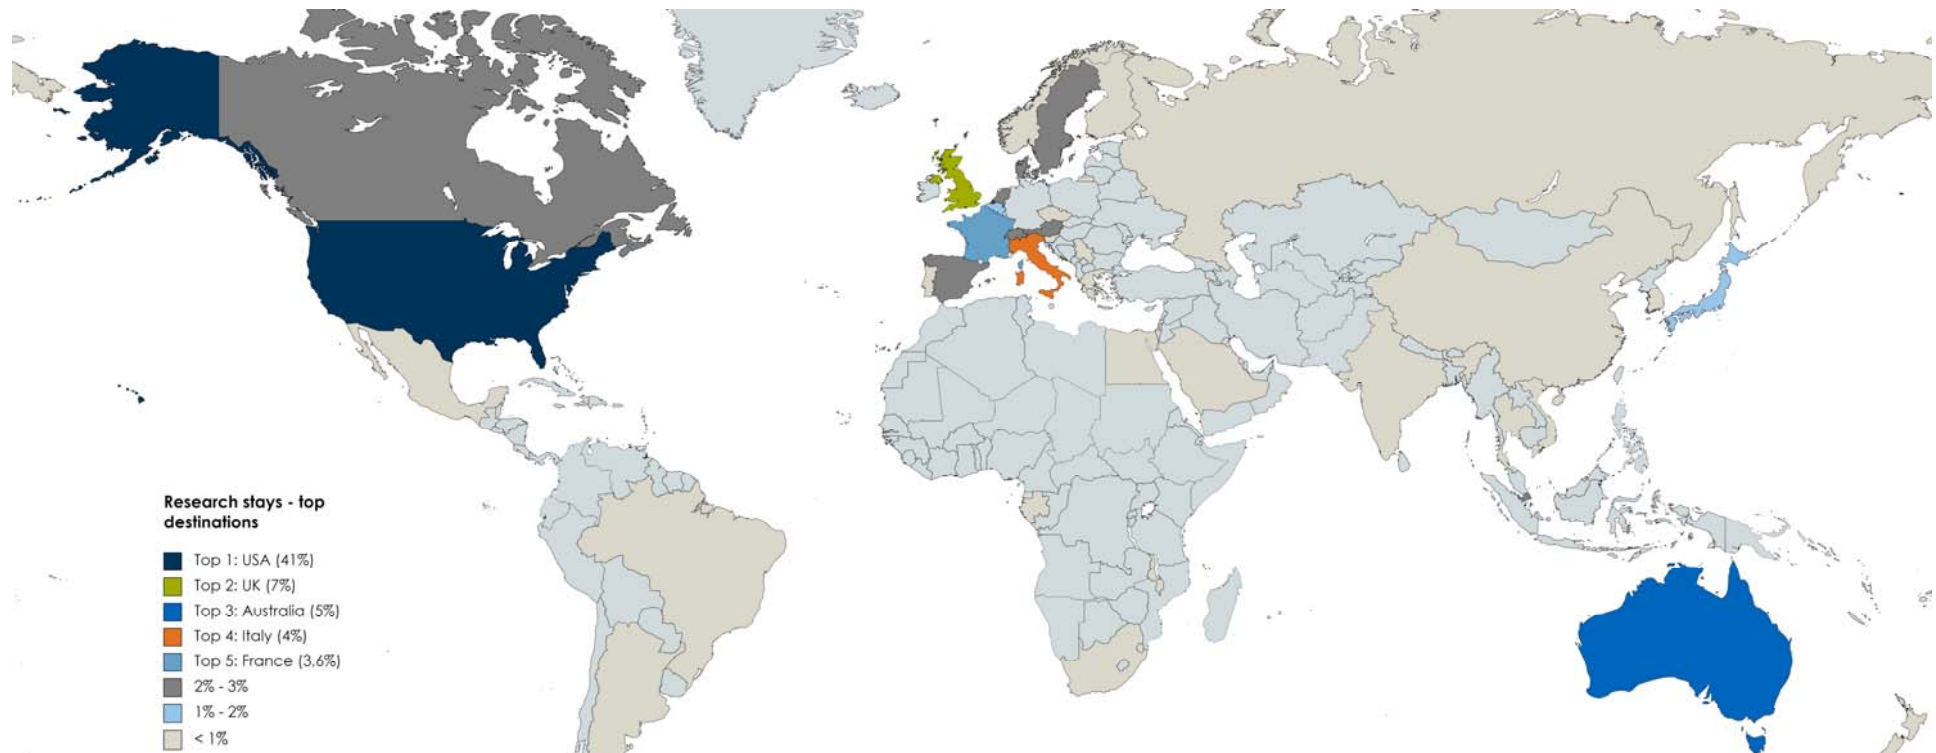 Research stays - top
destinations
Top 1: USA (41%)
Top 2: UK (7%)
Top 3: Australia (5%)
Top 4: Italy (4%)
Top 5: France (3,6%)
2% - 3%
1% - 2%
< 1%